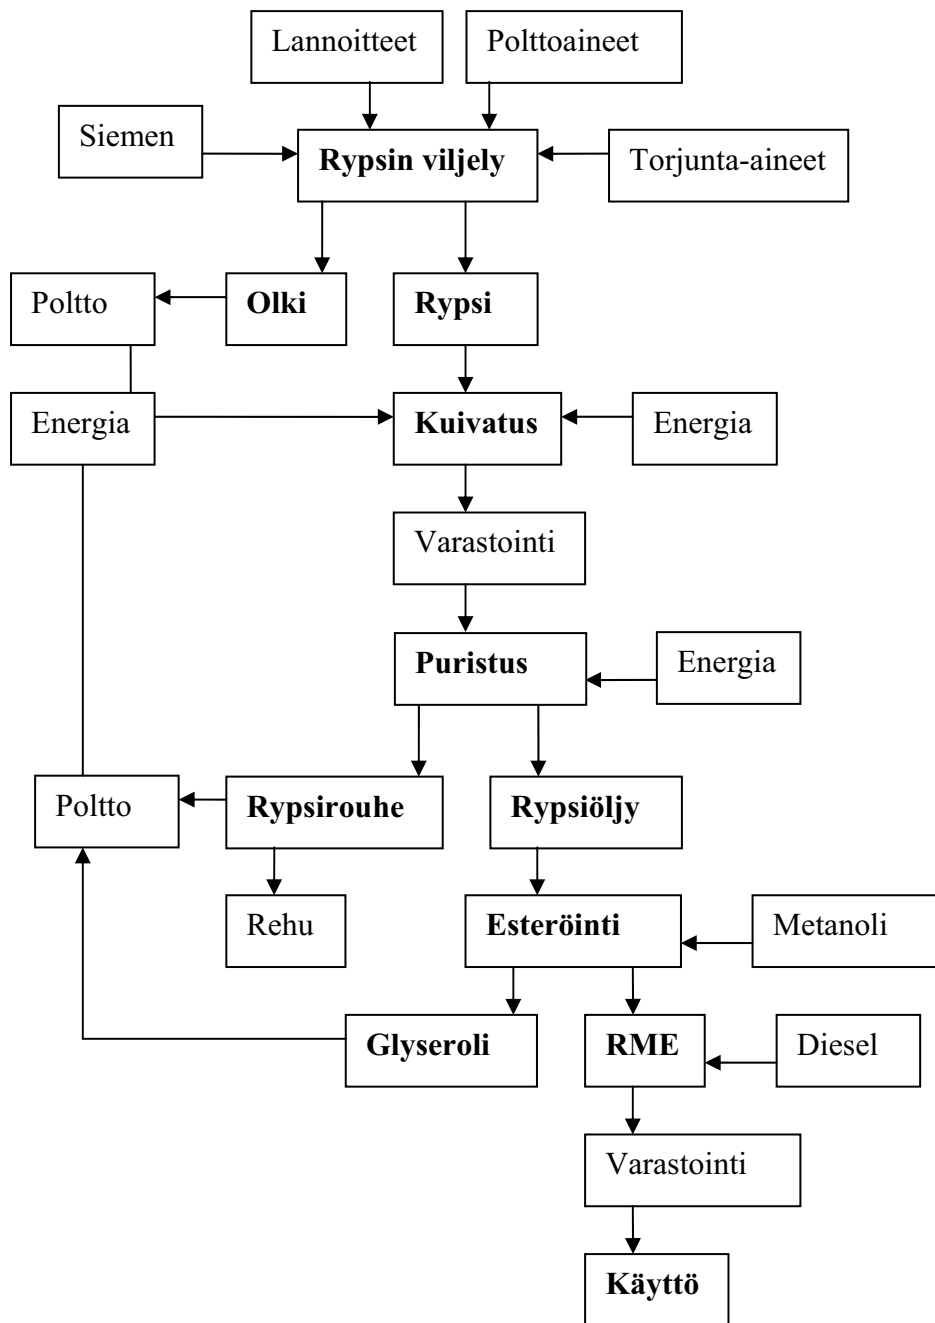 Lannoitteet
Polttoaineet
Siemen
Rypsin viljely
Torjunta-aineet
Poltto
Olki
Rypsi
Energia
Kuivatus
Energia
Varastointi
Puristus
Energia
Poltto
Rypsirouhe
Rypsiöljy
Rehu
Esteröinti
Metanoli
Glyseroli
RME
Diesel
Varastointi
Käyttö